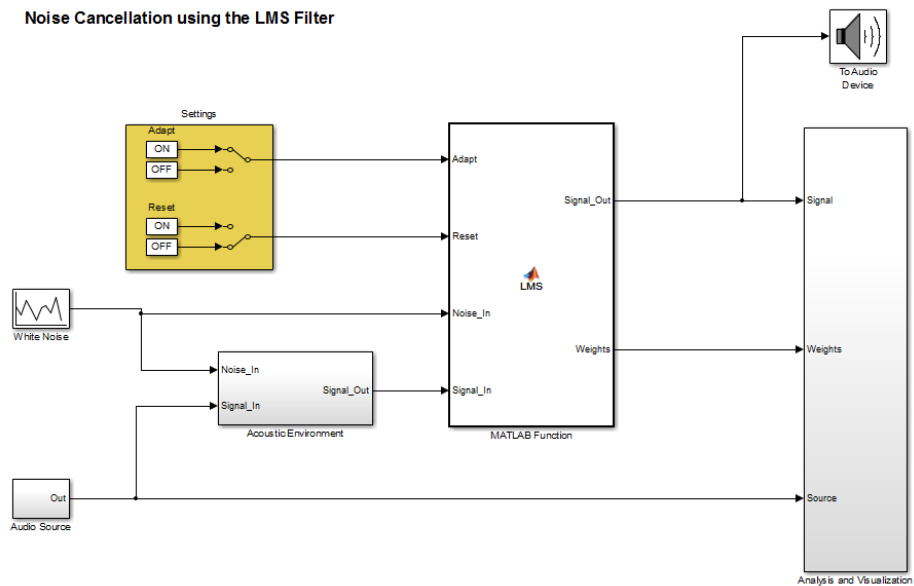 Noise Cancellation using the LMS Filter
To Audio
Device
Settings
Adapt
ON
OFF
Reset
ON
OFF
Adapt
Reset
Noise_In
Signal_In
Signal_Out
Weights
LMS
MATLAB Function
Signal
Weights
Source
Analysis and Visualization
White Noise
Noise_In
Signal_In
Signal_Out
Acoustic Environment
Out
Audio Source